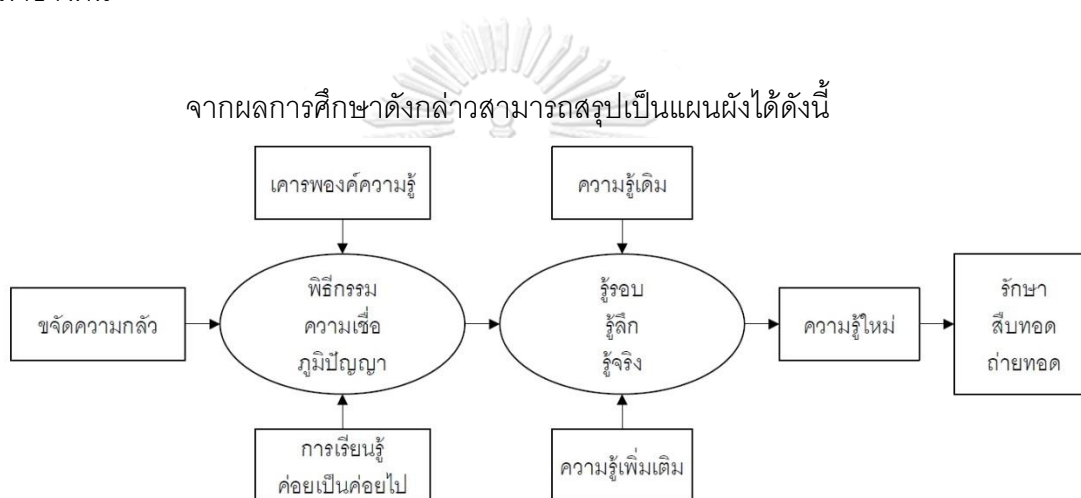 จากผลการศึกษาดังกล่าวสามารถสรุปเป็นแผนผังได้ดังนี้
เคารพองค์ความรู้
ความรู้เดิม
ขจัดความกลัว
พิธีกรรม
ความเชื่อ
ภูมิปัญญา
รู้รอบ
รู้ลึก
รู้จริง
ความรู้ใหม่
รักษา
สืบทอด
ถ่ายทอด
การเรียนรู้
ค่อยเป็นค่อยไป
ความรู้เพิ่มเติม